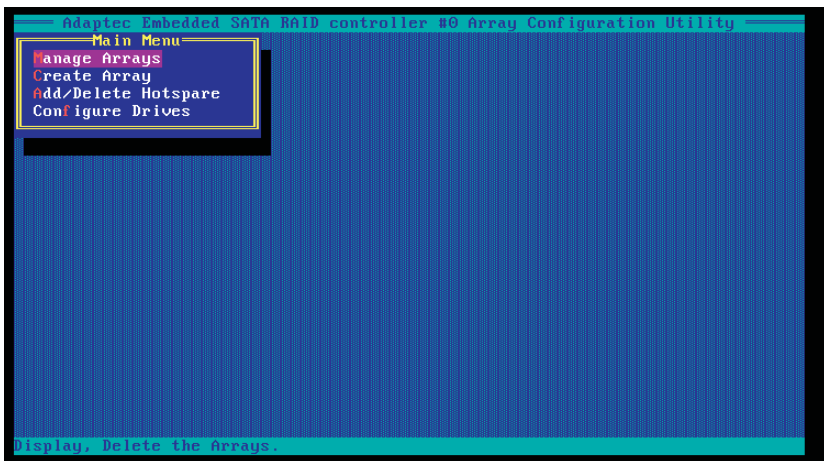 Adaptec Embedded SATA RAID controller #0 Array Configuration Utility
Main Menu
Manage Arrays
Create Array
Add/Delete Hotspare
Configure Drives
Display, Delete the Arrays.